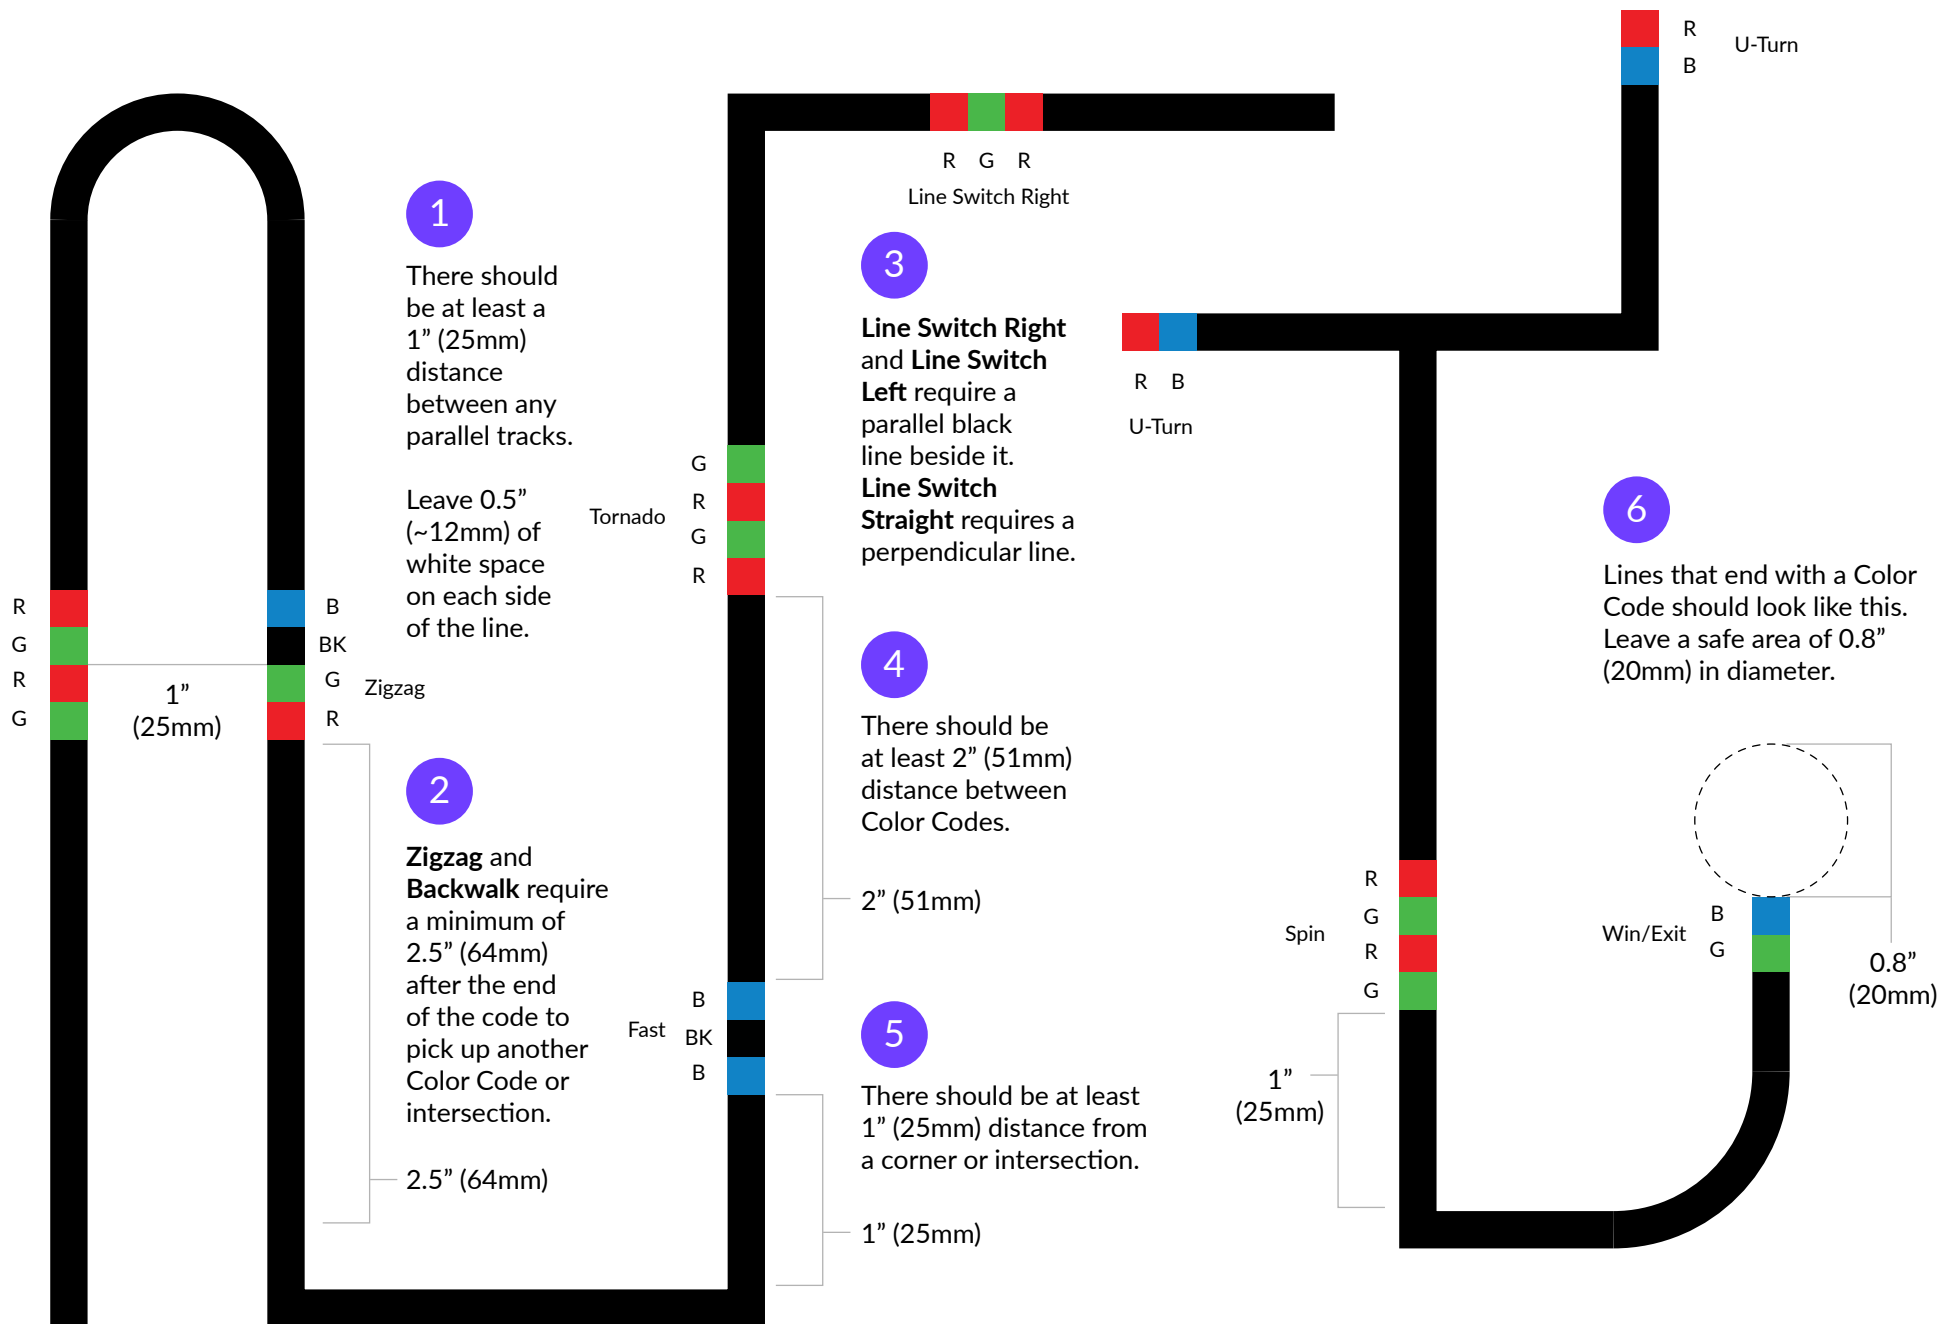 R
B
U-Turn
R G R
Line Switch Right
1
There should
be at least a
1” (25mm)
distance
between any
parallel tracks.
Leave 0.5”
(~12mm) of
white space
on each side
of the line.
R
G
R
G
1”
(25mm)
B
BK
G
R
Zigzag
2
Zigzag and
Backwalk require
a minimum of
2.5” (64mm)
after the end
of the code to
pick up another
Color Code or
intersection.
2.5” (64mm)
G
R
G
R
Tornado
3
Line Switch Right
and Line Switch
Left require a
parallel black
line beside it.
Line Switch
Straight requires a
perpendicular line.
R B
U-Turn
4
There should be
at least 2” (51mm)
distance between
Color Codes.
2” (51mm)
B
BK
B
Fast
5
There should be at least
1” (25mm) distance from
a corner or intersection.
1” (25mm)
R
G
R
G
Spin
1”
(25mm)
6
Lines that end with a Color
Code should look like this.
Leave a safe area of 0.8”
(20mm) in diameter.
B
G
Win/Exit
0.8”
(20mm)